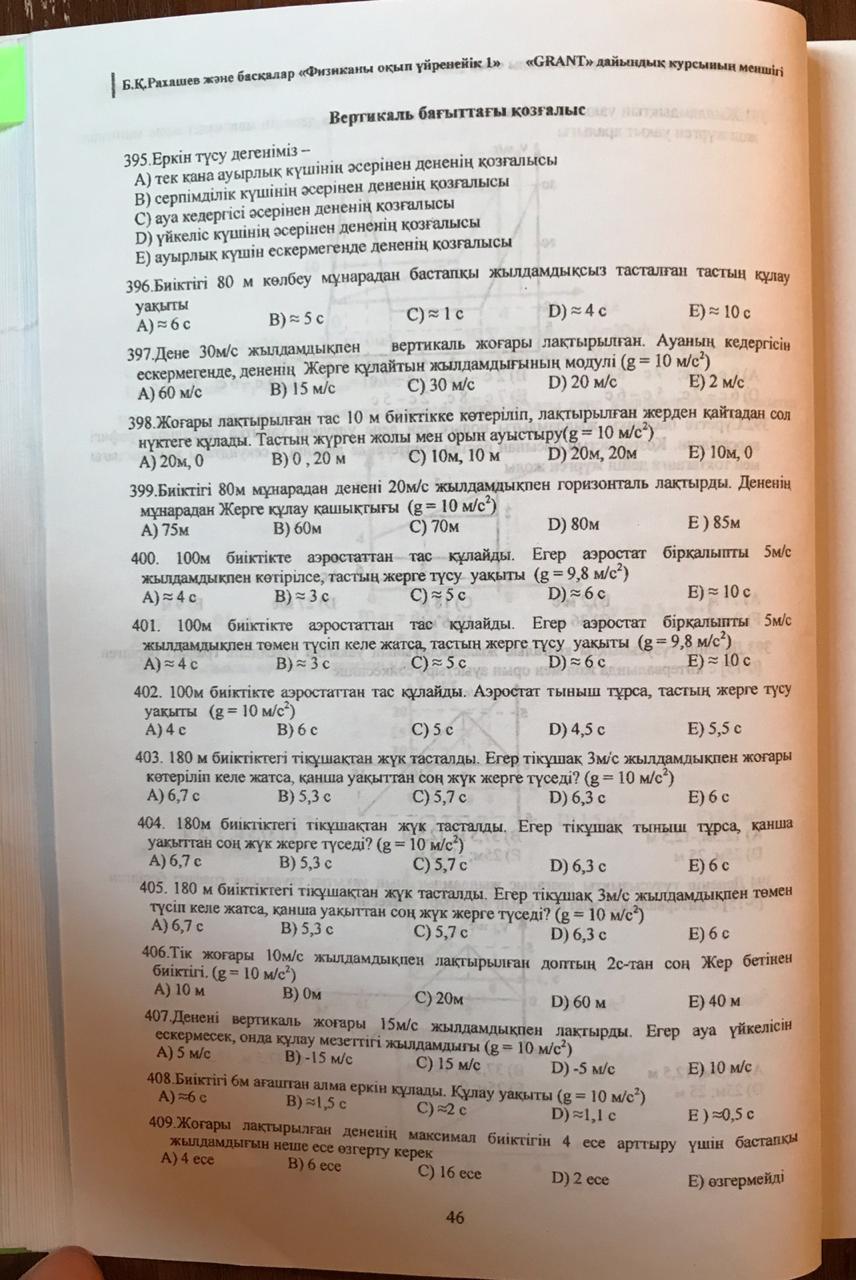 Б.Қ.Рахашев және басқалар «Физиканы оқып үйренейік 1» «GRANT» дайындық курсының меншігі
Вертикаль бағыттағы қозғалыс
395.Еркін түсу дегеніміз –
A) тек қана ауырлық күшінің әсерінен дененің қозғалысы
B) серпімділік күшінің әсерінен дененің қозғалысы
C) ауа кедергісі әсерінен дененің қозғалысы
D) үйкеліс күшінің әсерінен дененің қозғалысы
E) ауырлық күшін ескермегенде дененің қозғалысы
396.Биіктігі 80 м көлбеу мұнарадан бастапқы жылдамдықсыз тасталған тастың құлау
уақыты
A) ≈ 6 с B) ≈ 5 с C) ≈ 1 с D) ≈ 4 с E) ≈ 10 с
397.Дене 30м/с жылдамдықпен вертикаль жоғары лақтырылған. Ауаның кедергісін
ескермегенде, дененің Жерге құлайтын жылдамдығының модулі (g = 10 м/с²)
A) 60 м/с B) 15 м/с C) 30 м/с D) 20 м/с E) 2 м/с
398.Жоғары лақтырылған тас 10 м биіктікке көтеріліп, лақтырылған жерден қайтадан сол
нүктеге құлады. Тастың жүрген жолы мен орын ауыстыру(g = 10 м/с²)
A) 20м, 0 B) 0 , 20 м C) 10м, 10 м D) 20м, 20м E) 10м, 0
399.Биіктігі 80м мұнарадан денені 20м/с жылдамдықпен горизонталь лақтырды. Дененің
мұнарадан Жерге құлау қашықтығы (g = 10 м/с²)
A) 75м B) 60м C) 70м D) 80м E ) 85м
400. 100м биіктікте аэростаттан тас құлайды. Егер аэростат бірқалыпты 5м/с
жылдамдықпен көтірілсе, тастың жерге түсу уақыты (g = 9,8 м/с²)
A) ≈ 4 с B) ≈ 3 с C) ≈ 5 с D) ≈ 6 с E) ≈ 10 с
401. 100м биіктікте аэростаттан тас құлайды. Егер аэростат бірқалыпты 5м/с
жылдамдықпен төмен түсіп келе жатса, тастың жерге түсу уақыты (g = 9,8 м/с²)
A) ≈ 4 с B) ≈ 3 с C) ≈ 5 с D) ≈ 6 с E) ≈ 10 с
402. 100м биіктікте аэростаттан тас құлайды. Аэростат тыныш тұрса, тастың жерге түсу
уақыты (g = 10 м/с²)
A) 4 с B) 6 с C) 5 с D) 4,5 с E) 5,5 с
403. 180 м биіктіктегі тікұшақтан жүк тасталды. Егер тікұшақ 3м/с жылдамдықпен жоғары
көтеріліп келе жатса, қанша уақыттан соң жүк жерге түседі? (g = 10 м/с²)
A) 6,7 с B) 5,3 с C) 5,7 с D) 6,3 с E) 6 с
404. 180м биіктіктегі тікұшақтан жүк тасталды. Егер тікұшақ тыныш тұрса, қанша
уақыттан соң жүк жерге түседі? (g = 10 м/с²)
A) 6,7 с B) 5,3 с C) 5,7 с D) 6,3 с E) 6 с
405. 180 м биіктіктегі тікұшақтан жүк тасталды. Егер тікұшақ 3м/с жылдамдықпен төмен
түсіп келе жатса, қанша уақыттан соң жүк жерге түседі? (g = 10 м/с²)
A) 6,7 с B) 5,3 с C) 5,7 с D) 6,3 с E) 6 с
406.Тік жоғары 10м/с жылдамдықпен лақтырылған доптың 2с-тан соң Жер бетінен
биіктігі. (g = 10 м/с²)
A) 10 м B) 0м C) 20м D) 60 м E) 40 м
407.Денені вертикаль жоғары 15м/с жылдамдықпен лақтырды. Егер ауа үйкелісін
ескермесек, онда құлау мезеттігі жылдамдығы (g = 10 м/с²)
A) 5 м/с B) -15 м/с C) 15 м/с D) -5 м/с E) 10 м/с
408.Биіктігі 6м ағаштан алма еркін құлады. Құлау уақыты (g = 10 м/с²)
A) ≈6 с B) ≈1,5 с C) ≈2 с D) ≈1,1 с E ) ≈0,5 с
409.Жоғары лақтырылған дененің максимал биіктігін 4 есе арттыру үшін бастапқы
жылдамдығын неше есе өзгерту керек
A) 4 есе B) 6 есе C) 16 есе D) 2 есе E) өзгермейді
46